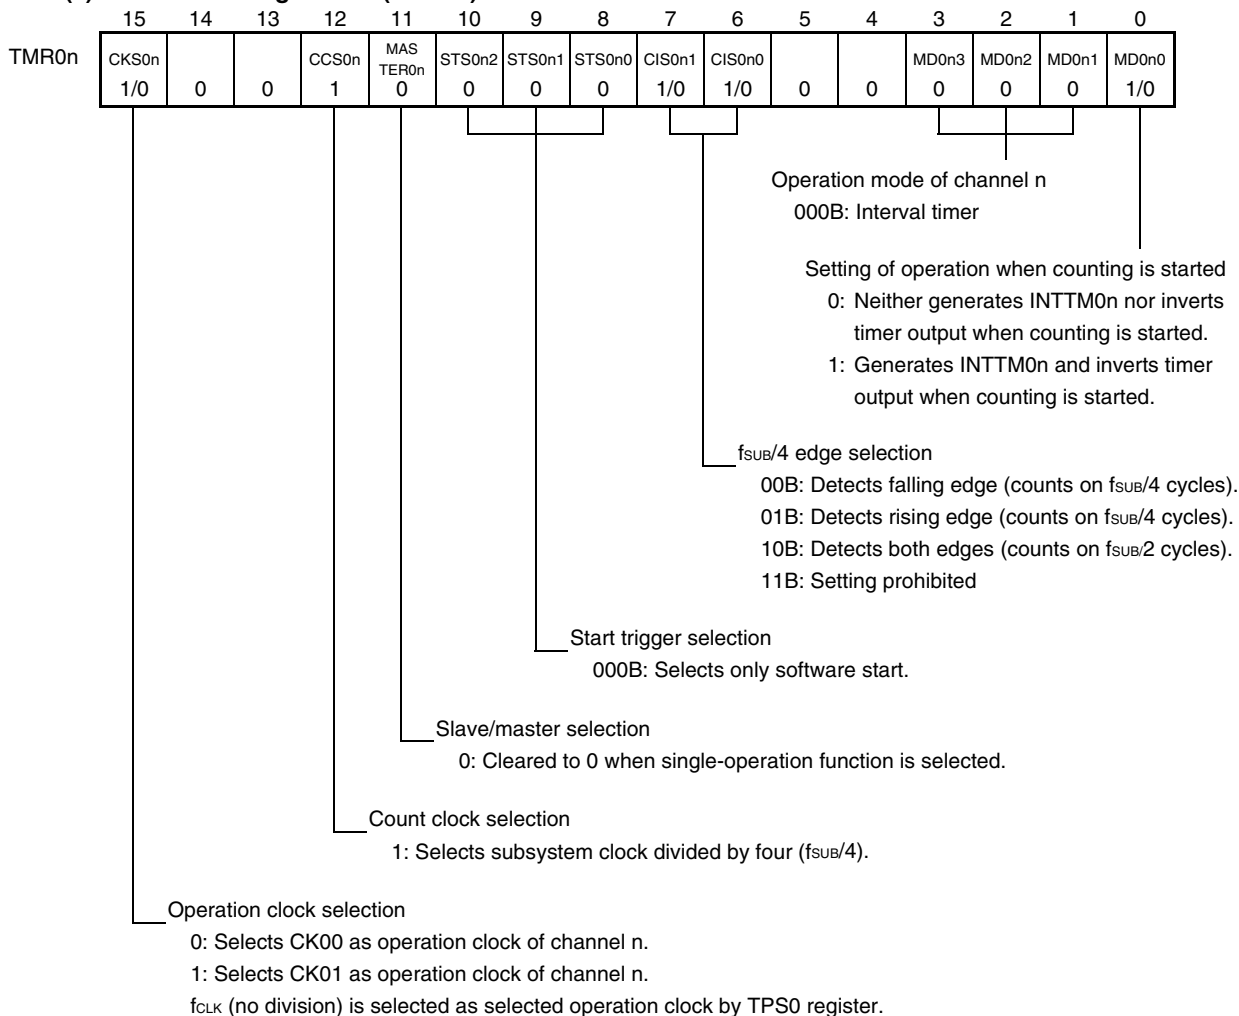 15 14 13 12 11 10 9 8 7 6 5 4 3 2 1 0
TMR0n
CKS0n CCS0n MAS TER0n STS0n2 STS0n1 STS0n0 CIS0n1 CIS0n0 MD0n3 MD0n2 MD0n1 MD0n0
1/0 0 0 1 0 0 0 0 1/0 1/0 0 0 0 0 0 1/0
Operation mode of channel n
000B: Interval timer
Setting of operation when counting is started
0: Neither generates INTTM0n nor inverts
timer output when counting is started.
1: Generates INTTM0n and inverts timer
output when counting is started.
fSUB/4 edge selection
00B: Detects falling edge (counts on fSUB/4 cycles).
01B: Detects rising edge (counts on fSUB/4 cycles).
10B: Detects both edges (counts on fSUB/2 cycles).
11B: Setting prohibited
Start trigger selection
000B: Selects only software start.
Slave/master selection
0: Cleared to 0 when single-operation function is selected.
Count clock selection
1: Selects subsystem clock divided by four (fSUB/4).
Operation clock selection
0: Selects CK00 as operation clock of channel n.
1: Selects CK01 as operation clock of channel n.
fCLK (no division) is selected as selected operation clock by TPS0 register.